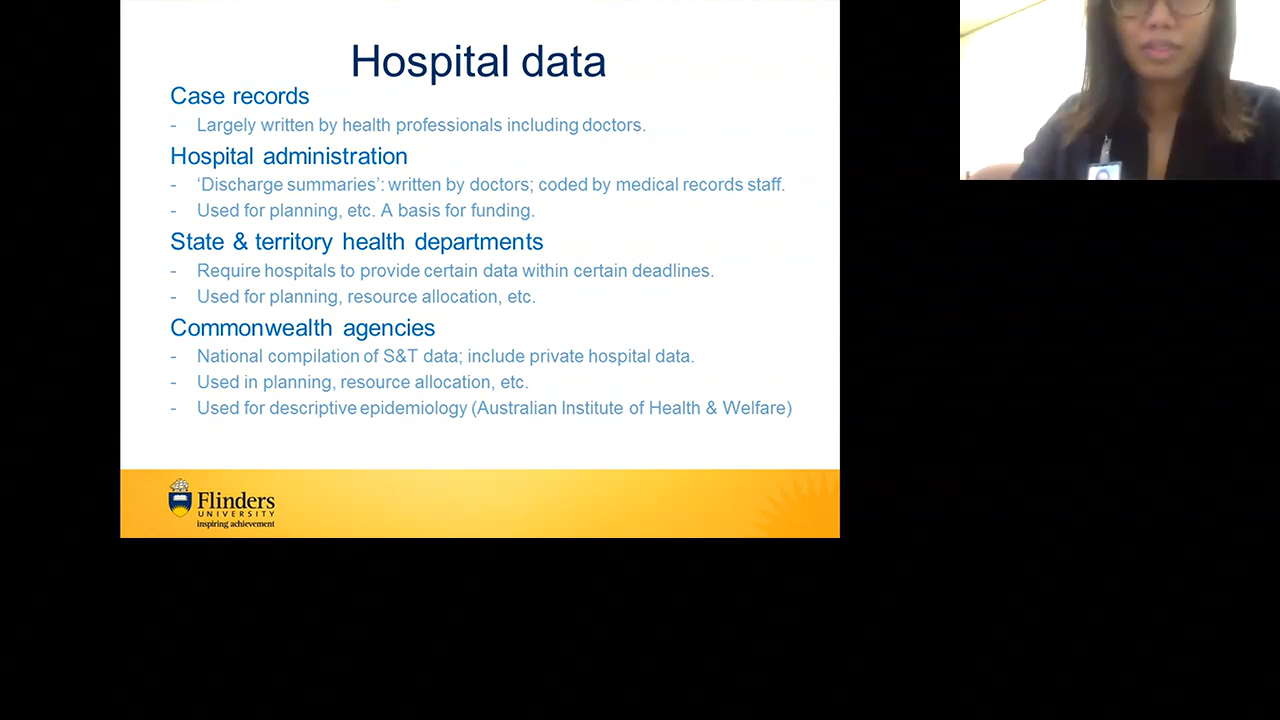 Hospital data
Case records
- Largely written by health professionals including doctors.
Hospital administration
- ‘Discharge summaries’: written by doctors; coded by medical records staff.
- Used for planning, etc. A basis for funding.
State & territory health departments
- Require hospitals to provide certain data within certain deadlines.
- Used for planning, resource allocation, etc.
Commonwealth agencies
- National compilation of S&T data; include private hospital data.
- Used in planning, resource allocation, etc.
- Used for descriptive epidemiology (Australian Institute of Health & Welfare)
Flinders
UNIVERSITY
inspiring achievement